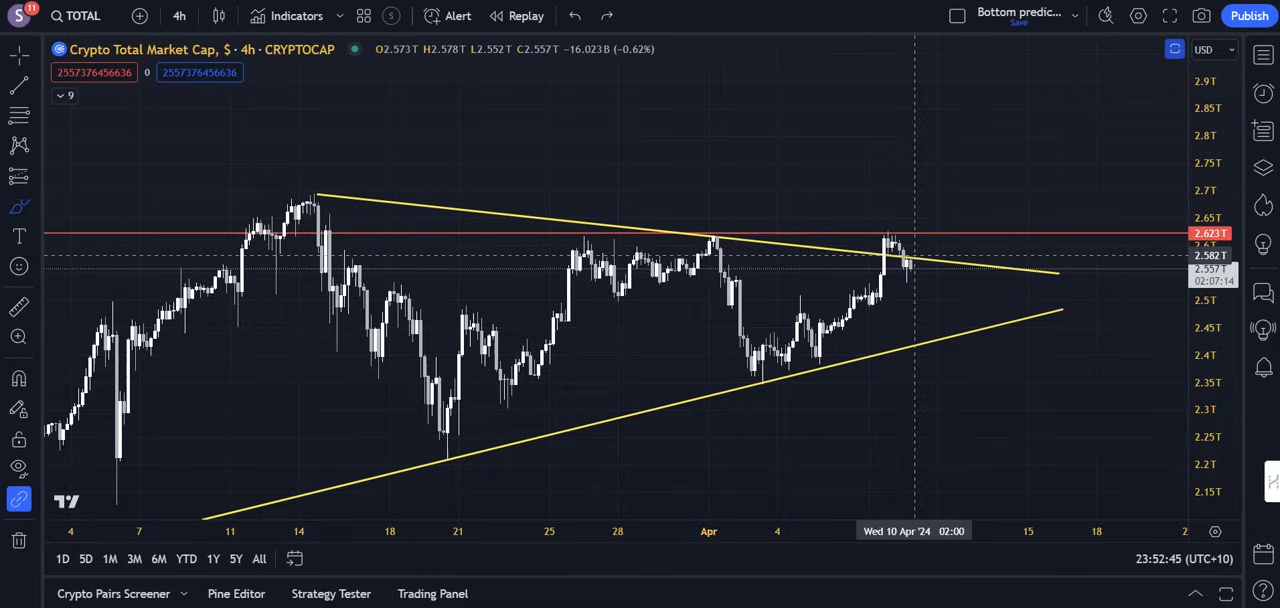 S 11 TOTAL 4h Indicators S Alert Replay Bottom predic... Save Publish
Crypto Total Market Cap, $ · 4h · CRYPTOCAP O2.573T H2.578T L2.552T C2.557T −16.023B (−0.62%) USD
2557376456636 0 2557376456636
9
2.9T
2.85T
2.8T
2.75T
2.7T
2.65T
2.623T
2.6T
2.582T
2.557T
02:07:14
2.5T
2.45T
2.4T
2.35T
2.3T
2.25T
2.2T
2.15T
4 7 11 14 18 21 25 28 Apr 4 Wed 10 Apr '24 02:00 15 18 2
1D 5D 1M 3M 6M YTD 1Y 5Y All 23:52:45 (UTC+10)
Crypto Pairs Screener Pine Editor Strategy Tester Trading Panel